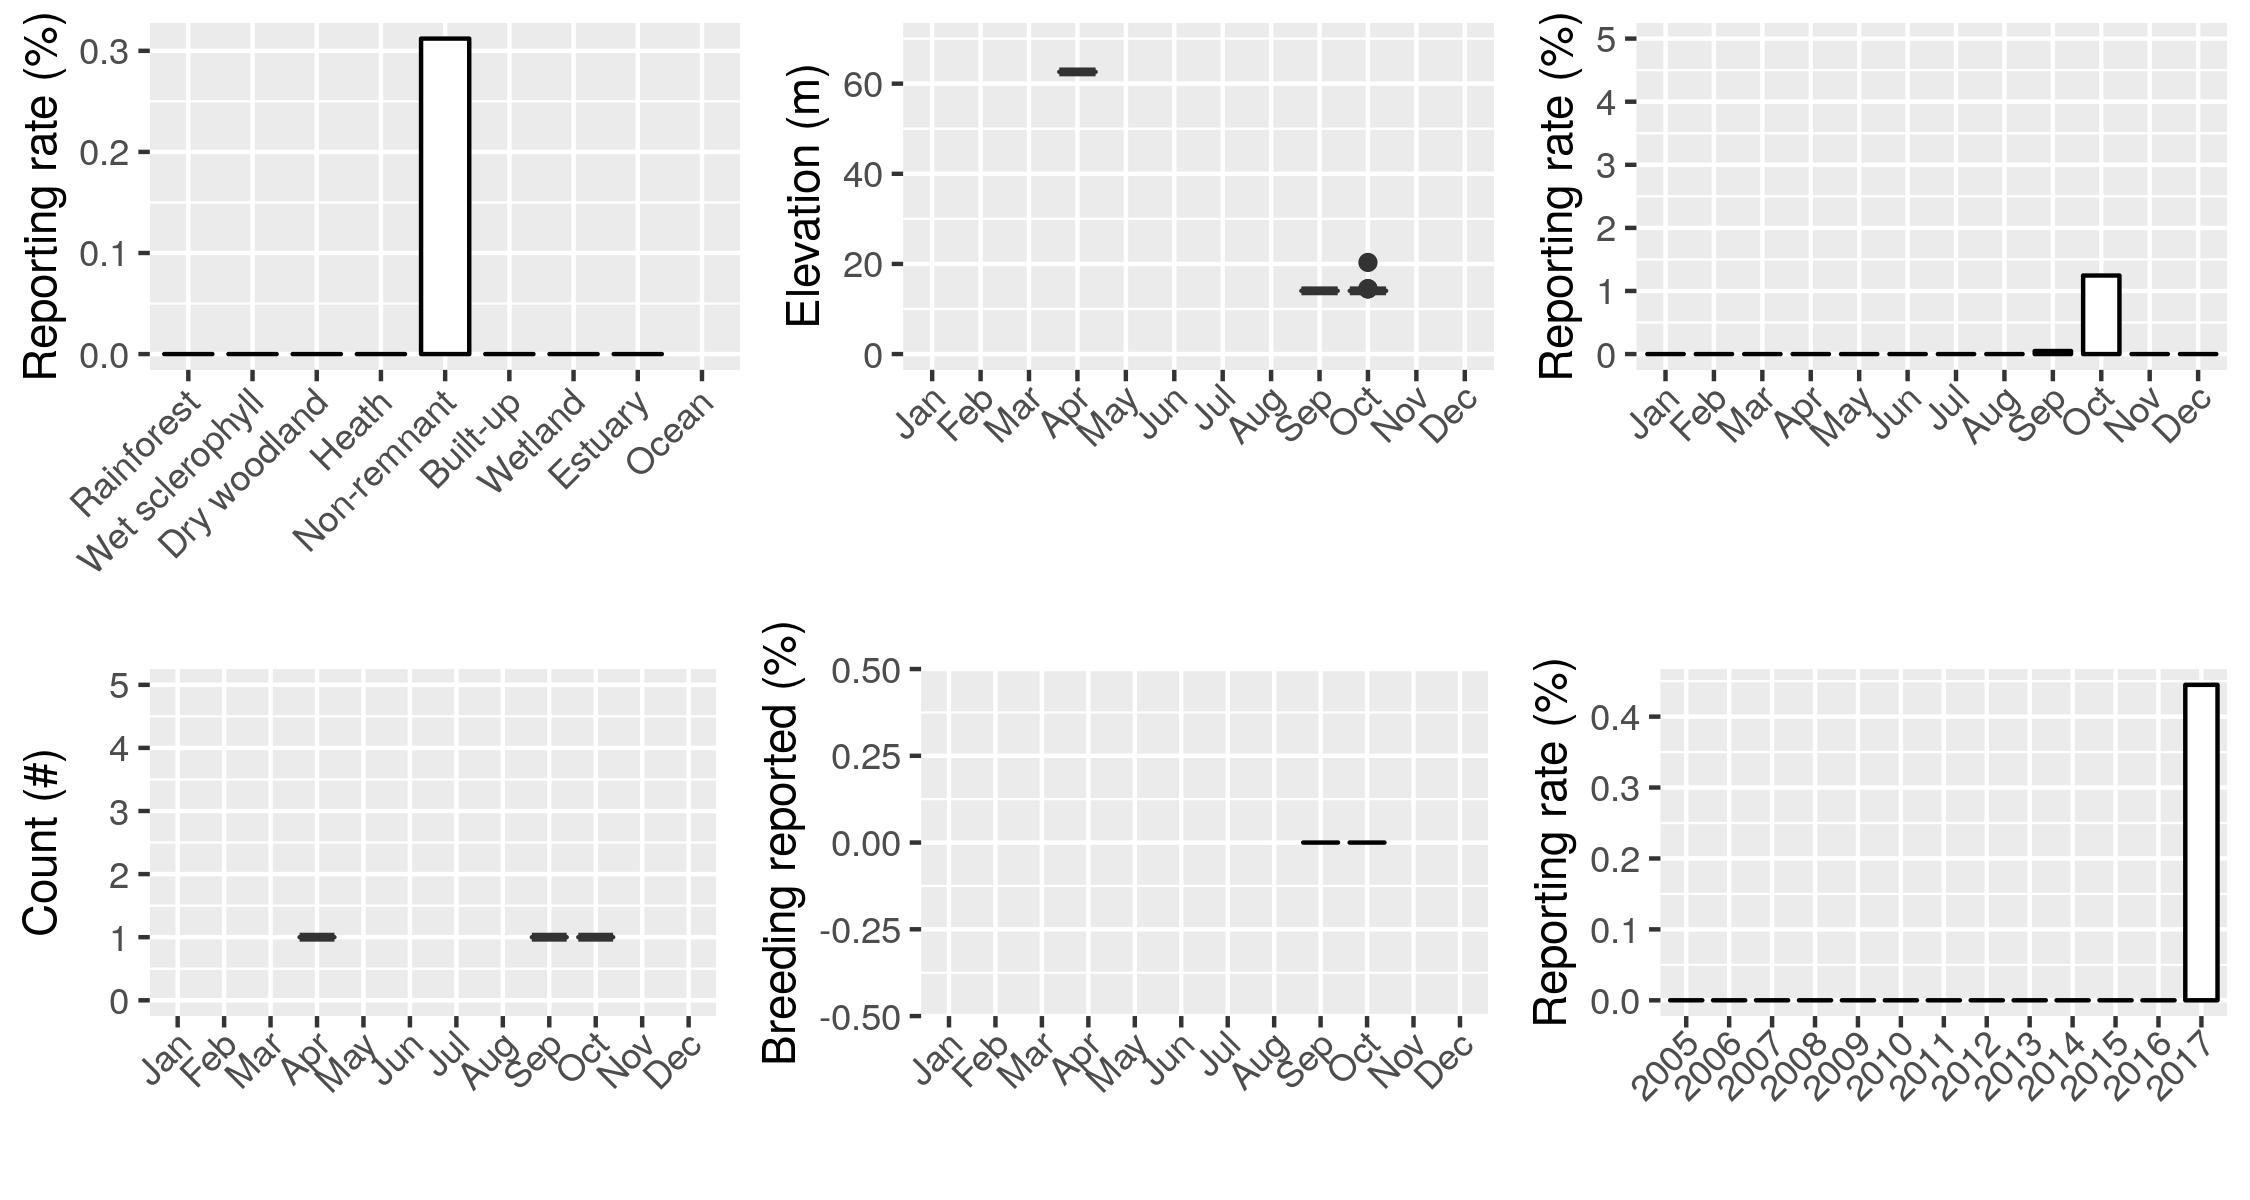 Reporting rate (%)
0.3
0.2
0.1
0.0
Rainforest
Wet sclerophyll
Dry woodland
Heath
Non-remnant
Built-up
Wetland
Estuary
Ocean
Elevation (m)
60
40
20
0
Jan
Feb
Mar
Apr
May
Jun
Jul
Aug
Sep
Oct
Nov
Dec
Reporting rate (%)
5
4
3
2
1
0
Jan
Feb
Mar
Apr
May
Jun
Jul
Aug
Sep
Oct
Nov
Dec
Count (#)
5
4
3
2
1
0
Jan
Feb
Mar
Apr
May
Jun
Jul
Aug
Sep
Oct
Nov
Dec
Breeding reported (%)
0.50
0.25
0.00
-0.25
-0.50
Jan
Feb
Mar
Apr
May
Jun
Jul
Aug
Sep
Oct
Nov
Dec
Reporting rate (%)
0.4
0.3
0.2
0.1
0.0
2005
2006
2007
2008
2009
2010
2011
2012
2013
2014
2015
2016
2017